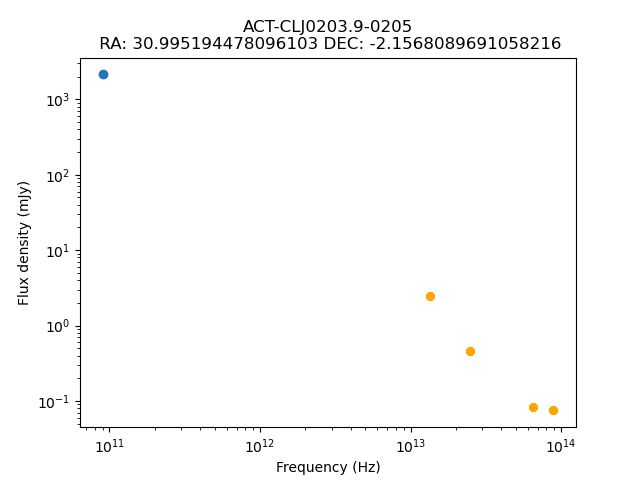 ACT-CLJ0203.9-0205
RA: 30.995194478096103 DEC: -2.1568089691058216
10³
10²
10¹
10⁰
10⁻¹
Flux density (mJy)
10¹¹ 10¹² 10¹³ 10¹⁴
Frequency (Hz)